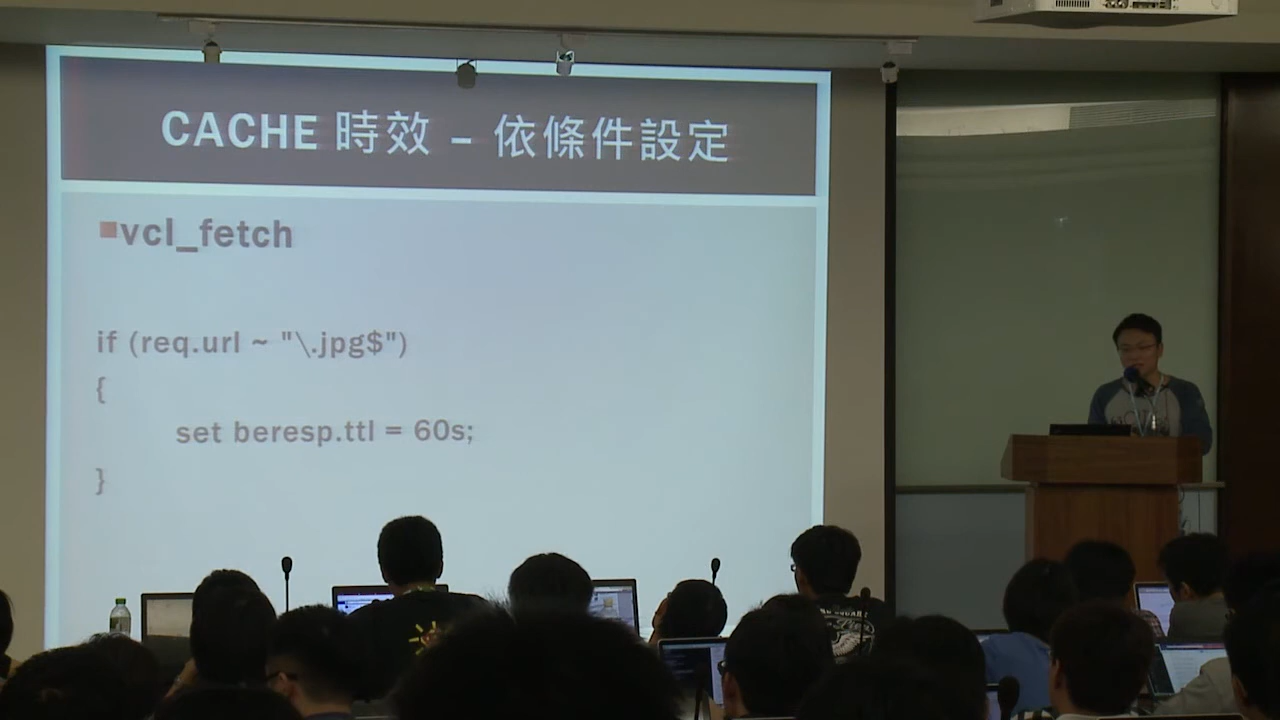 CACHE 時效 – 依條件設定
vcl_fetch
if (req.url ~ "\.jpg$")
{
set beresp.ttl = 60s;
}